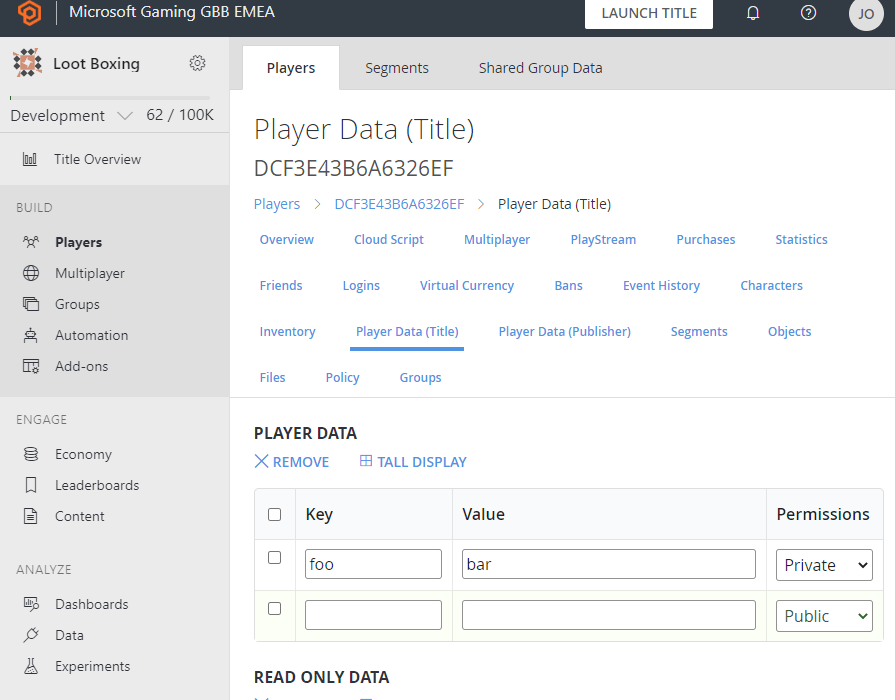 Microsoft Gaming GBB EMEA
LAUNCH TITLE
JO
Loot Boxing
Development 62 / 100K
Title Overview
BUILD
Players
Multiplayer
Groups
Automation
Add-ons
ENGAGE
Economy
Leaderboards
Content
ANALYZE
Dashboards
Data
Experiments
Players Segments Shared Group Data
Player Data (Title)
DCF3E43B6A6326EF
Players > DCF3E43B6A6326EF > Player Data (Title)
Overview Cloud Script Multiplayer PlayStream Purchases Statistics
Friends Logins Virtual Currency Bans Event History Characters
Inventory Player Data (Title) Player Data (Publisher) Segments Objects
Files Policy Groups
PLAYER DATA
REMOVE TALL DISPLAY
Key Value Permissions
foo bar Private
Public
READ ONLY DATA